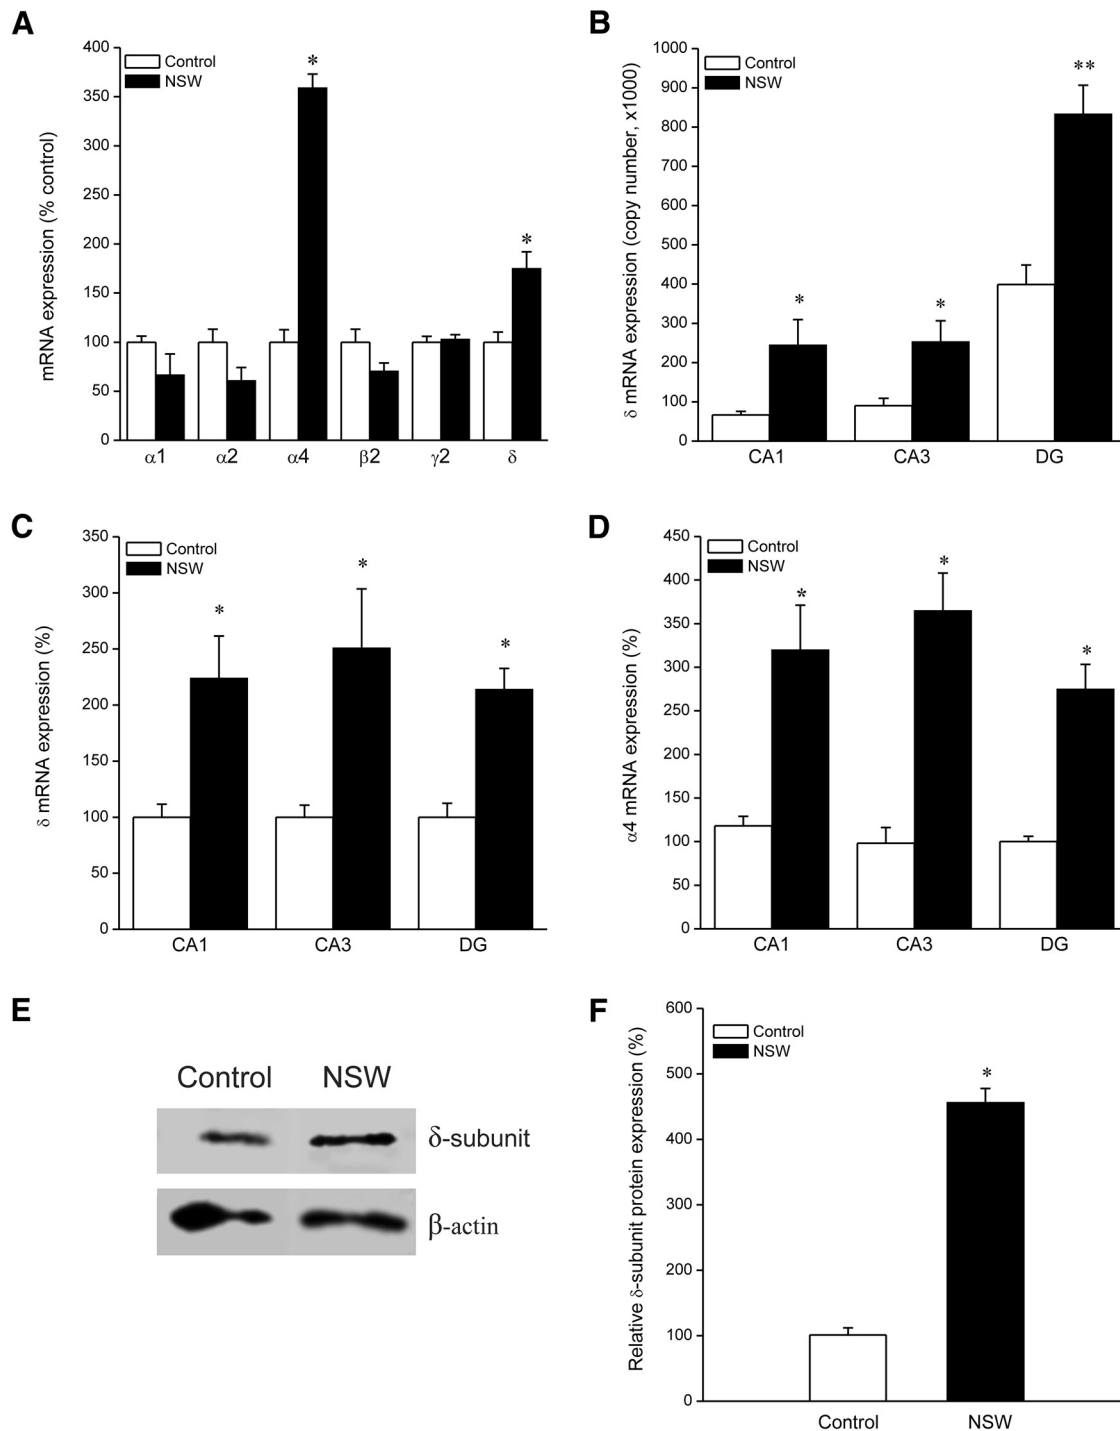 A
mRNA expression (% control)
400
350
300
250
200
150
100
50
0
Control
NSW
*
*
α1 α2 α4 β2 γ2 δ
B
δ mRNA expression (copy number, x1000)
1000
900
800
700
600
500
400
300
200
100
0
Control
NSW
*
*
**
CA1 CA3 DG
C
δ mRNA expression (%)
350
300
250
200
150
100
50
0
Control
NSW
*
*
*
CA1 CA3 DG
D
α4 mRNA expression (%)
450
400
350
300
250
200
150
100
50
0
Control
NSW
*
*
*
CA1 CA3 DG
E
Control NSW
δ-subunit
β-actin
F
Relative δ-subunit protein expression (%)
600
500
400
300
200
100
0
Control
NSW
*
Control NSW